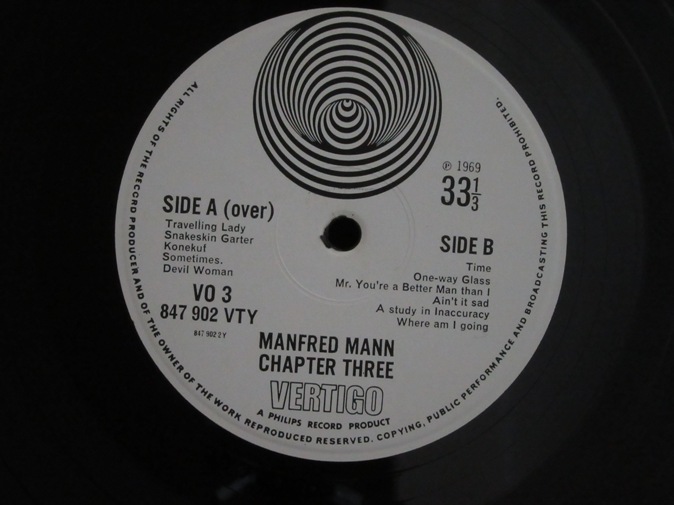 ℗ 1969
33 1/3
SIDE A (over)
Travelling Lady
Snakeskin Garter
Konekuf
Sometimes.
Devil Woman
VO 3
847 902 VTY
847 902 2 Y
SIDE B
Time
One-way Glass
Mr. You're a Better Man than I
Ain't it sad
A study in Inaccuracy
Where am I going
MANFRED MANN
CHAPTER THREE
VERTIGO
A PHILIPS RECORD PRODUCT
ALL RIGHTS OF THE RECORD PRODUCER AND OF THE OWNER OF THE WORK REPRODUCED RESERVED. COPYING, PUBLIC PERFORMANCE AND BROADCASTING THIS RECORD PROHIBITED.